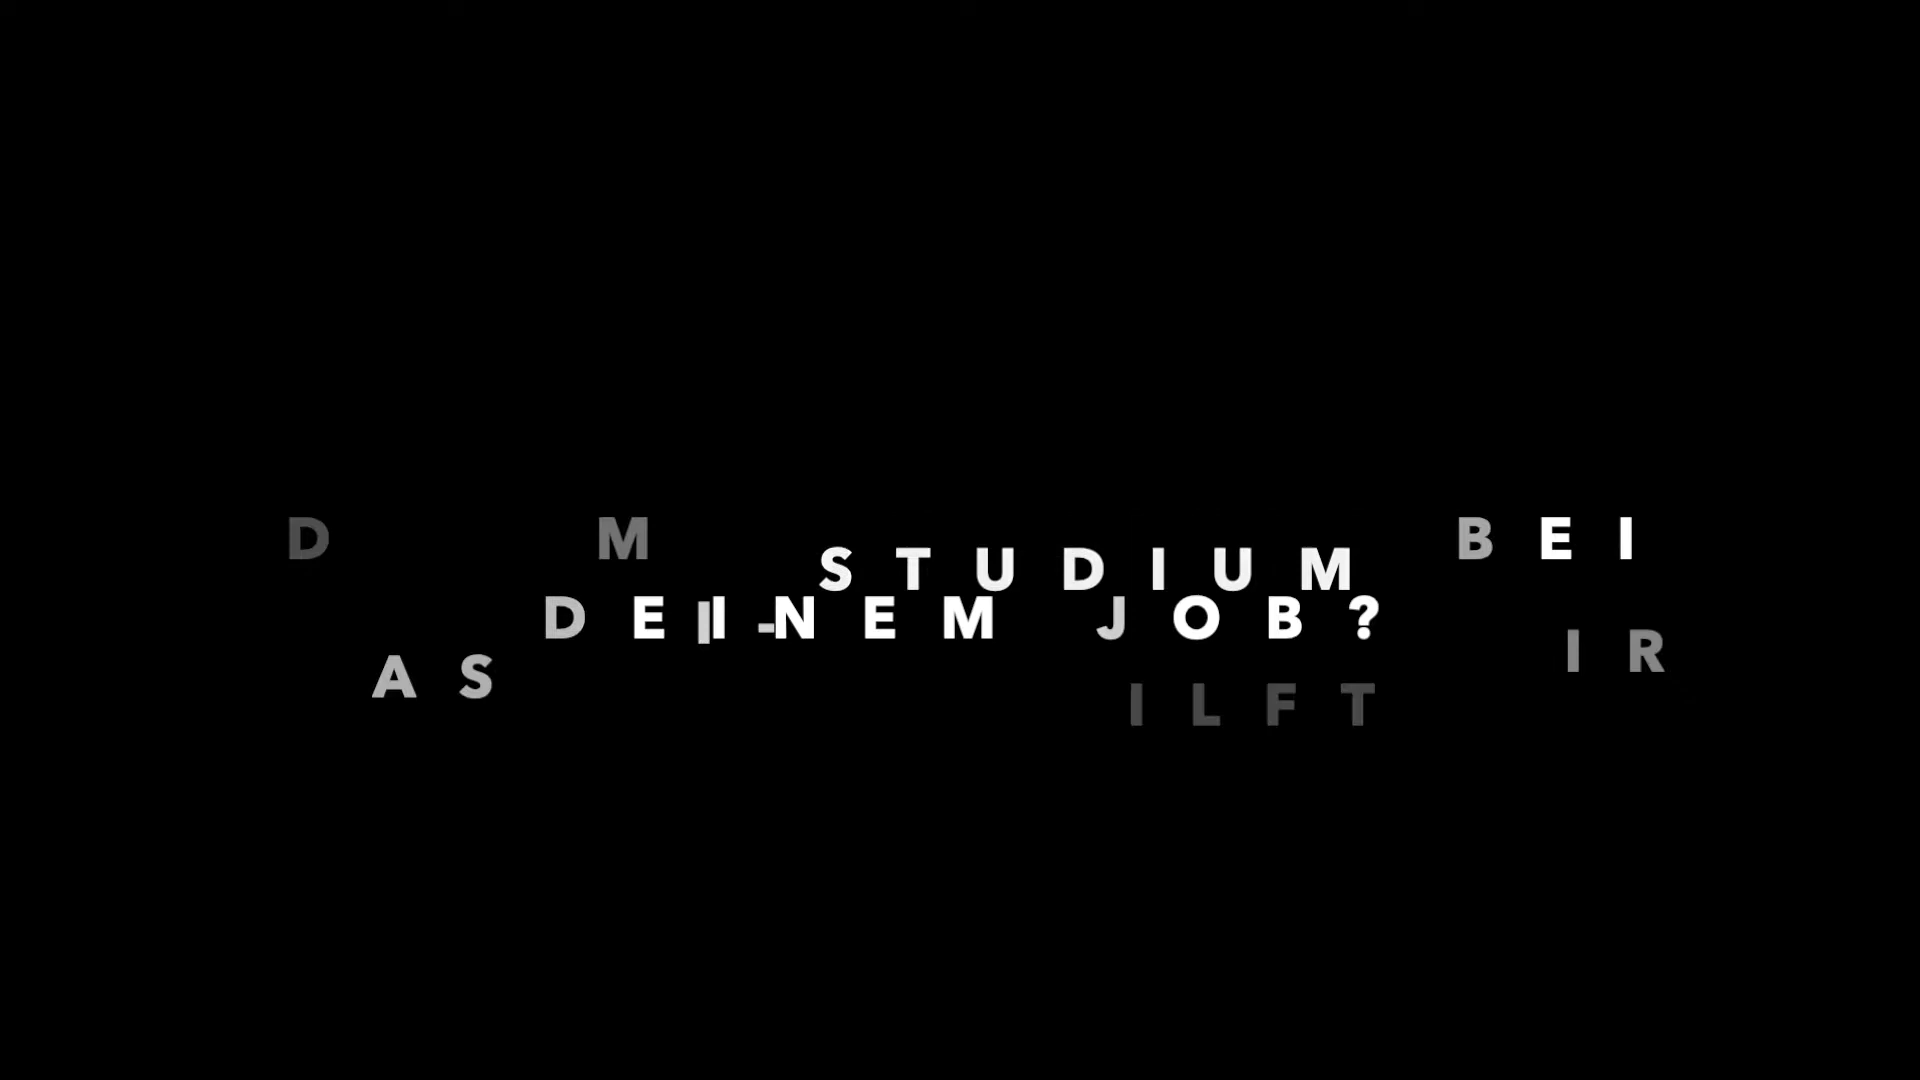 D M BEI
STUDIUM
DEINEM JOB?
IR
AS
ILFT